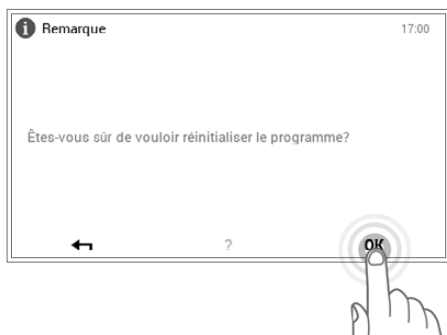 i Remarque 17:00
Êtes-vous sûr de vouloir réinitialiser le programme?
? OK